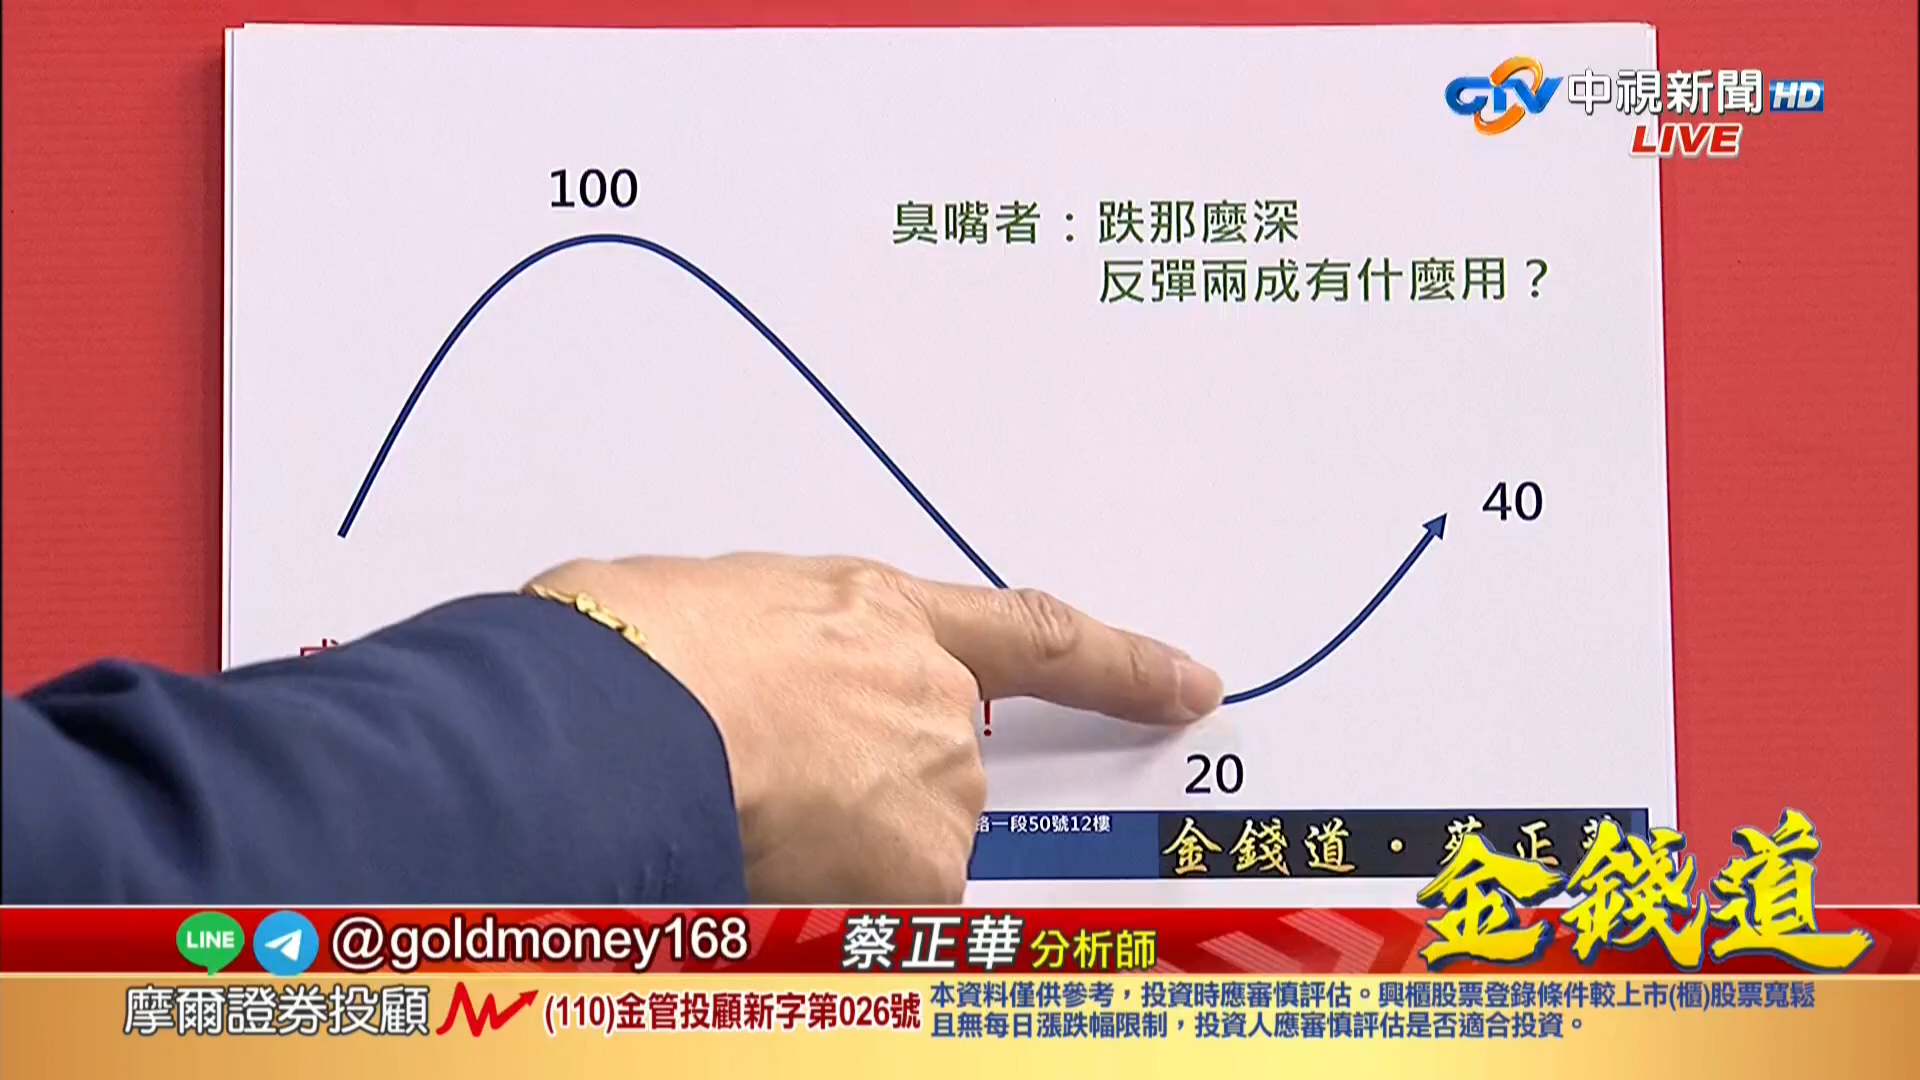 CTV 中視新聞 HD
LIVE
100
臭嘴者：跌那麼深
反彈兩成有什麼用？
40
!
20
路一段50號12樓
金錢道・蔡正華
金錢道
LINE @goldmoney168 蔡正華 分析師
摩爾證券投顧 (110)金管投顧新字第026號
本資料僅供參考，投資時應審慎評估。興櫃股票登錄條件較上市(櫃)股票寬鬆
且無每日漲跌幅限制，投資人應審慎評估是否適合投資。